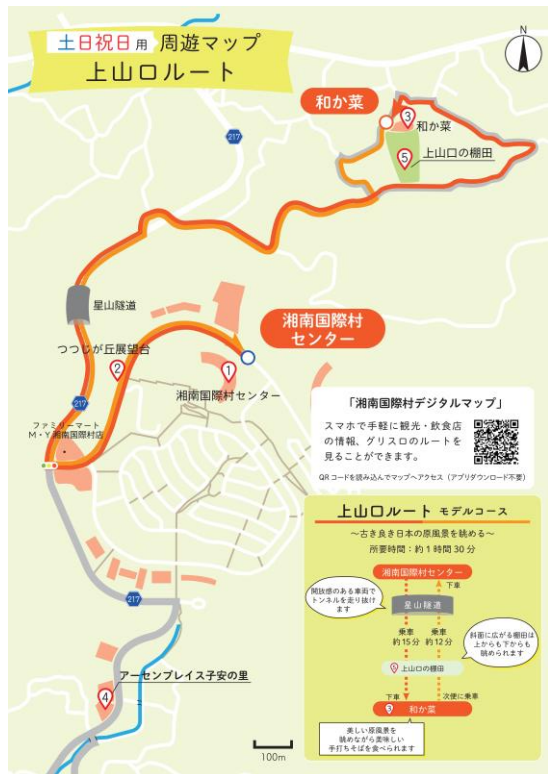 土日祝日用 周遊マップ
上山口ルート
N
和か菜
3
和か菜
5
上山口の棚田
217
星山隧道
湘南国際村
センター
つつじが丘展望台
2
1
湘南国際村センター
217
ファミリーマート
M・Y湘南国際村店
「湘南国際村デジタルマップ」
スマホで手軽に観光・飲食店
の情報、グリスロのルートを
見ることができます。
QRコードを読み込んでマップへアクセス（アプリダウンロード不要）
217
4
アーセンプレイス子安の里
100m
上山口ルート モデルコース
～古き良き日本の原風景を眺める～
所要時間：約1時間30分
湘南国際村センター
下車
開放感のある車両で
トンネルを走り抜け
ます
星山隧道
乗車
約15分
乗車
約12分
斜面に広がる棚田は
上からも下からも
眺められます
5 上山口の棚田
下車
次便に乗車
3 和か菜
美しい原風景を
眺めながら美味しい
手打ちそばを食べられます